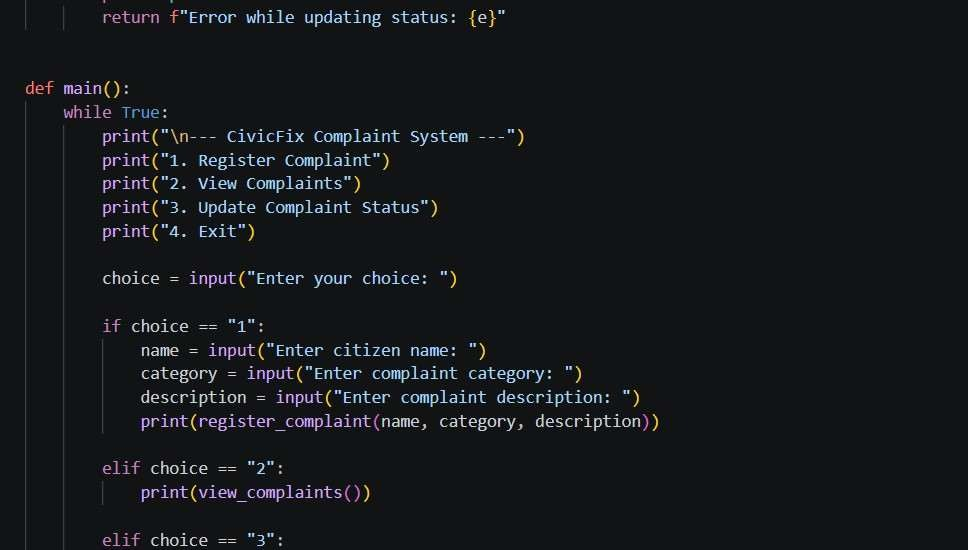 return f"Error while updating status: {e}"
def main():
    while True:
        print("\n--- CivicFix Complaint System ---")
        print("1. Register Complaint")
        print("2. View Complaints")
        print("3. Update Complaint Status")
        print("4. Exit")
        choice = input("Enter your choice: ")
        if choice == "1":
            name = input("Enter citizen name: ")
            category = input("Enter complaint category: ")
            description = input("Enter complaint description: ")
            print(register_complaint(name, category, description))
        elif choice == "2":
            print(view_complaints())
        elif choice == "3":